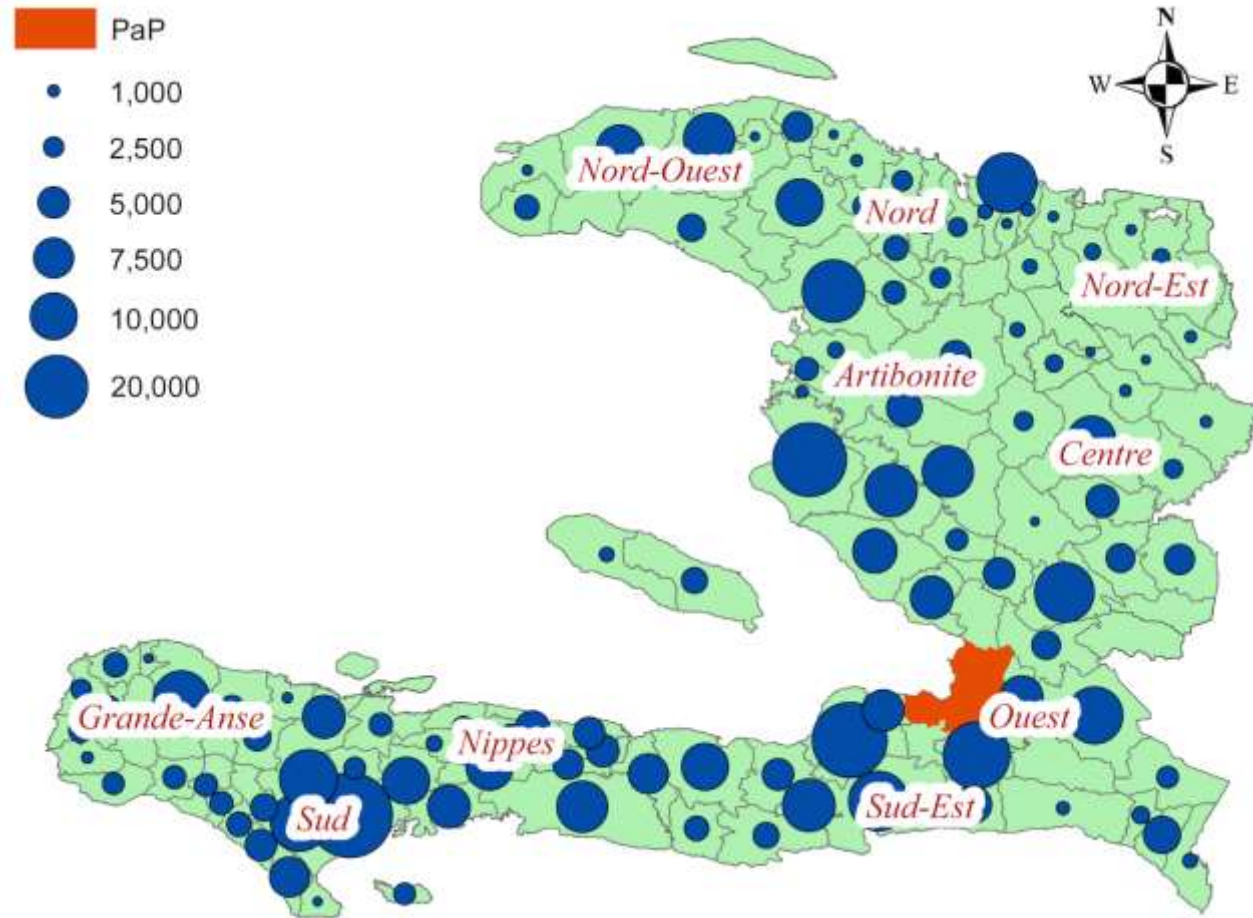 PaP
1,000
2,500
5,000
7,500
10,000
20,000
N
W E
S
Nord-Ouest
Nord
Nord-Est
Artibonite
Centre
Grande-Anse
Nippes
Ouest
Sud
Sud-Est